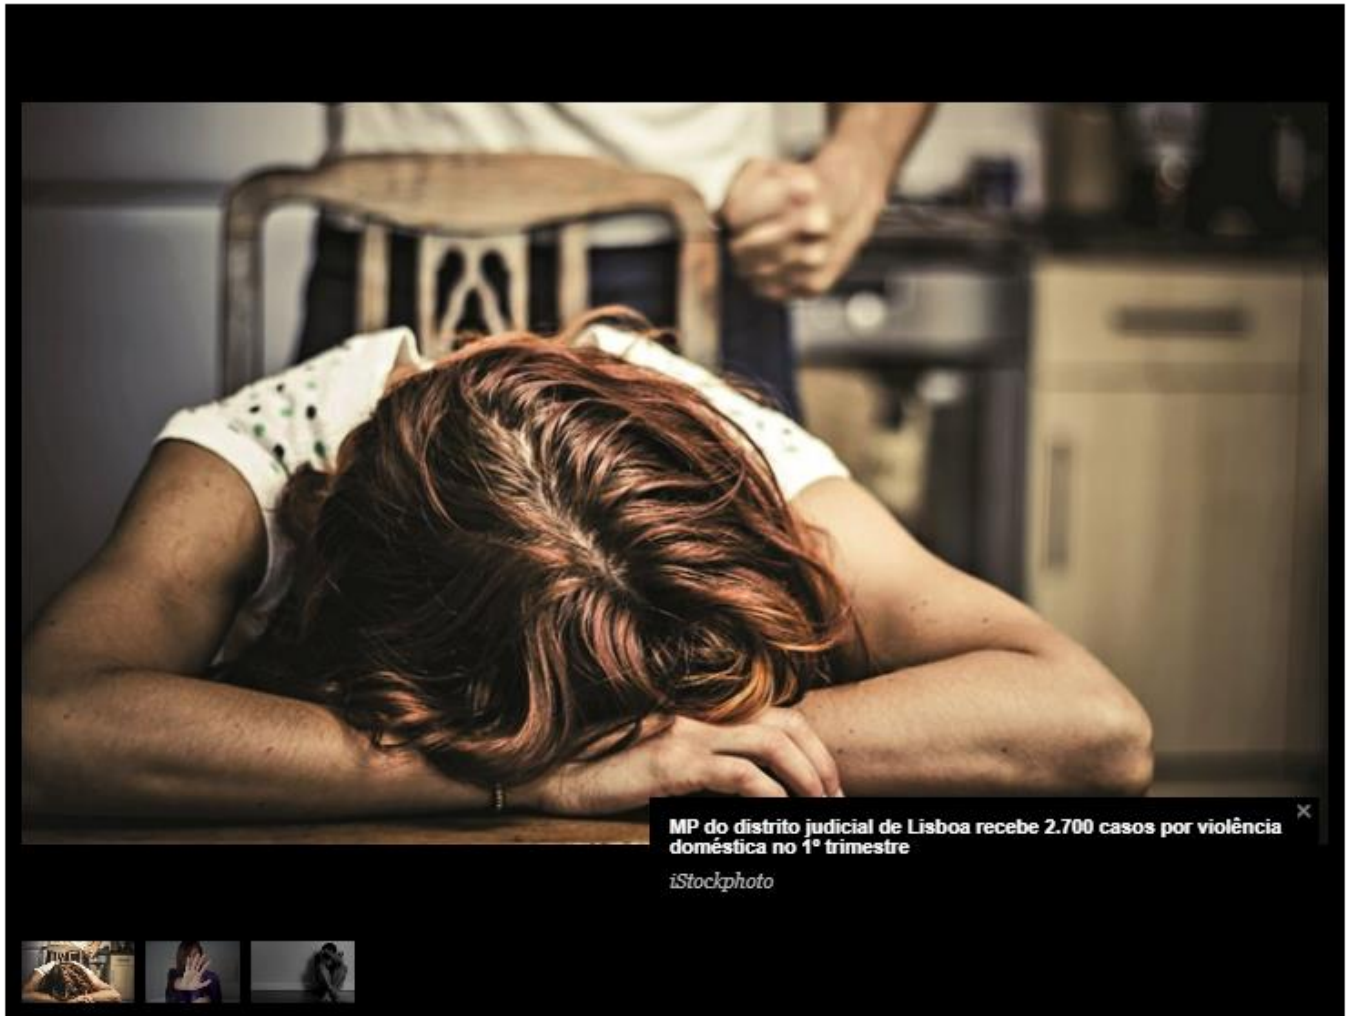 MP do distrito judicial de Lisboa recebe 2.700 casos por violência
doméstica no 1º trimestre
iStockphoto